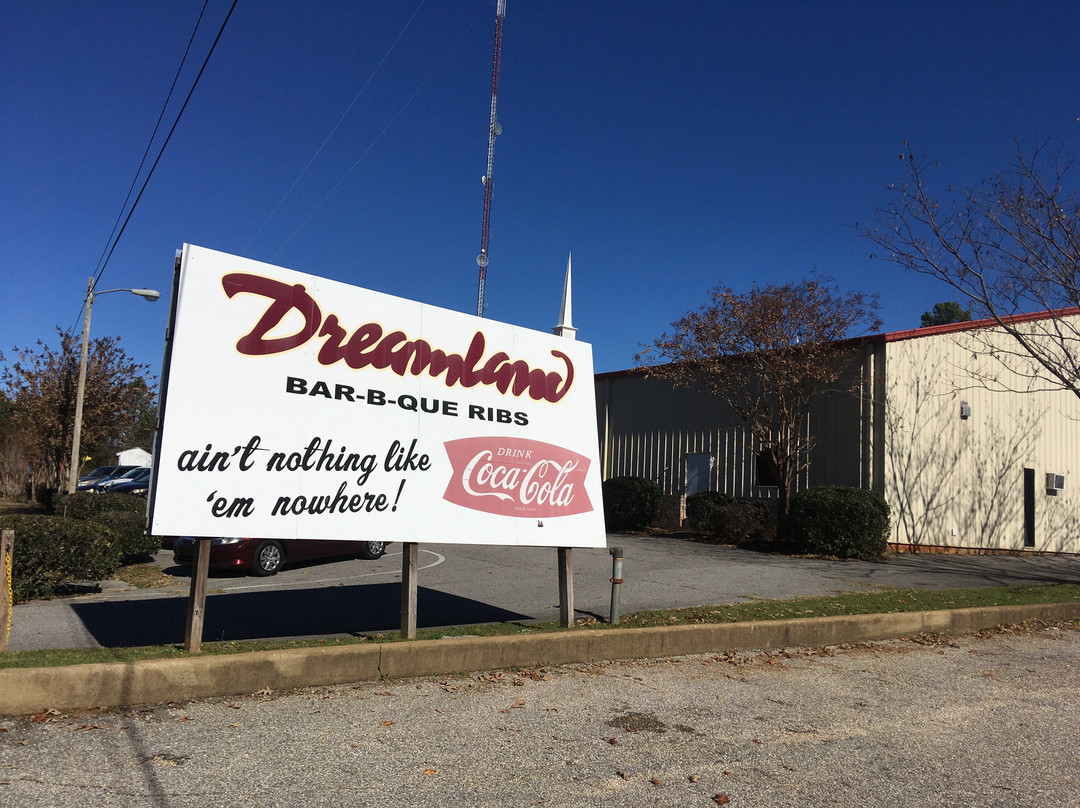 Dreamland
BAR-B-QUE RIBS
ain't nothing like
'em nowhere!
DRINK
Coca-Cola